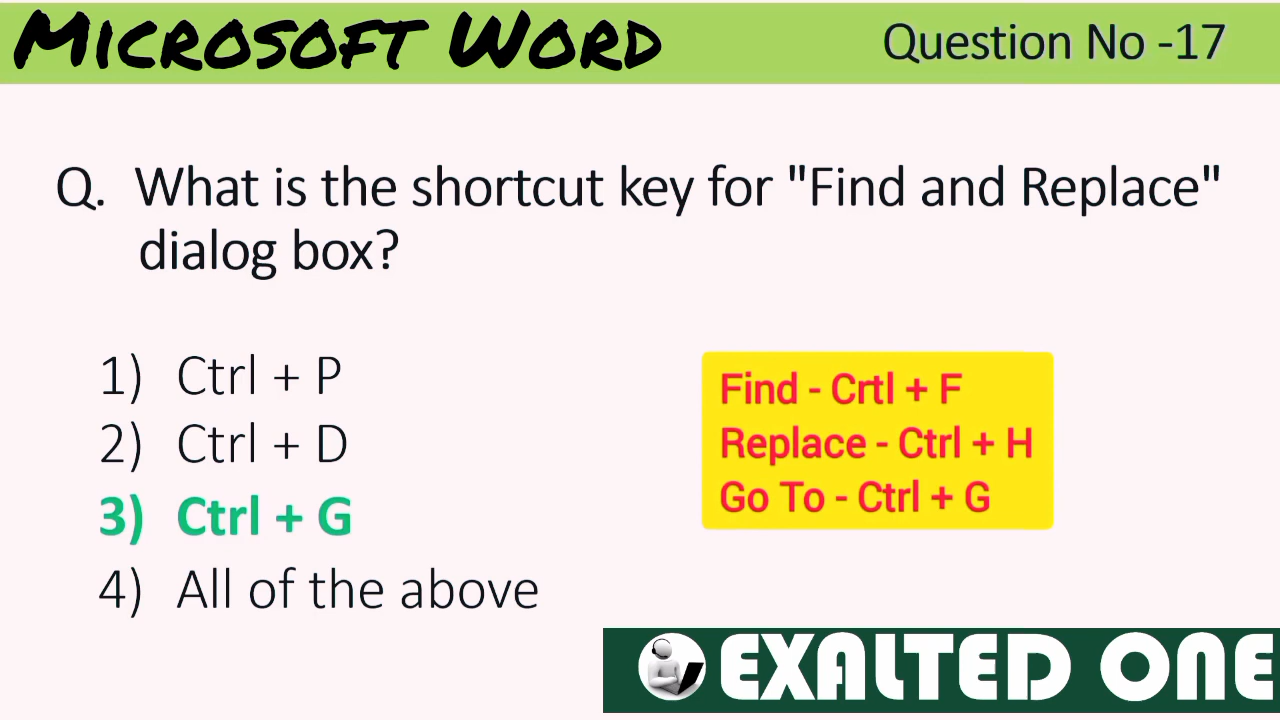 Microsoft Word
Question No -17
Q. What is the shortcut key for "Find and Replace"
dialog box?
1) Ctrl + P
2) Ctrl + D
3) Ctrl + G
4) All of the above
Find - Crtl + F
Replace - Ctrl + H
Go To - Ctrl + G
EXALTED ONE